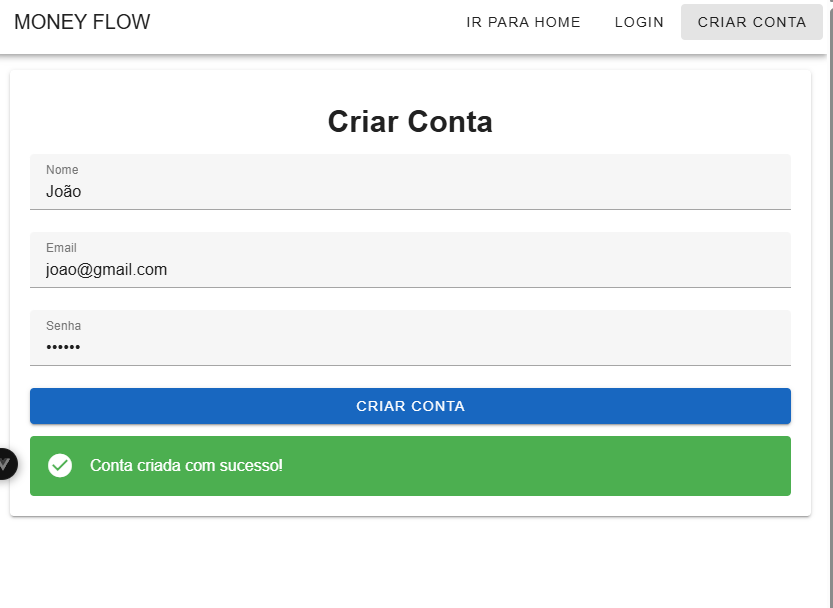 MONEY FLOW
IR PARA HOME
LOGIN
CRIAR CONTA
Criar Conta
Nome
João
Email
joao@gmail.com
Senha
••••••
CRIAR CONTA
Conta criada com sucesso!